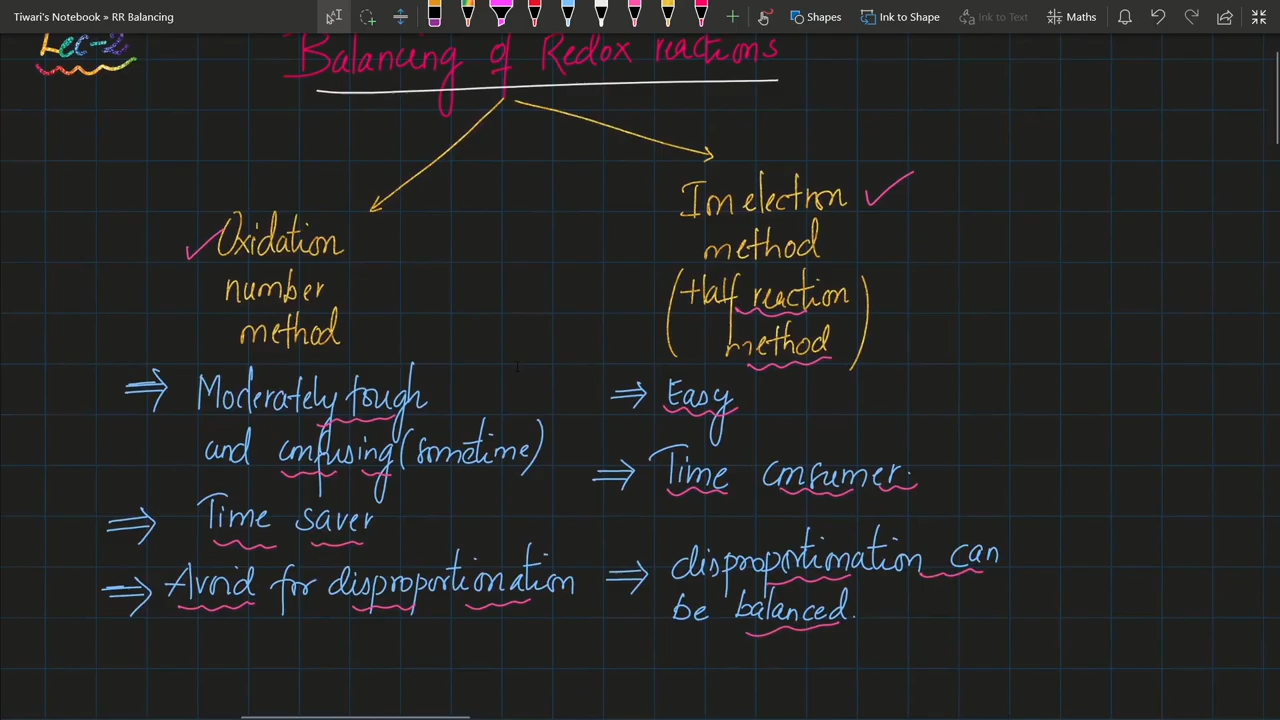 Tiwari's Notebook » RR Balancing
Shapes
Ink to Shape
Ink to Text
Maths
Lec-2
Balancing of Redox reactions
Oxidation
number
method
Ion electron
method
(Half reaction
method)
⇒ Moderately tough
and confusing (sometime)
⇒ Time saver
⇒ Avoid for disproportionation
⇒ Easy
⇒ Time consumer.
⇒ disproportionation can
be balanced.